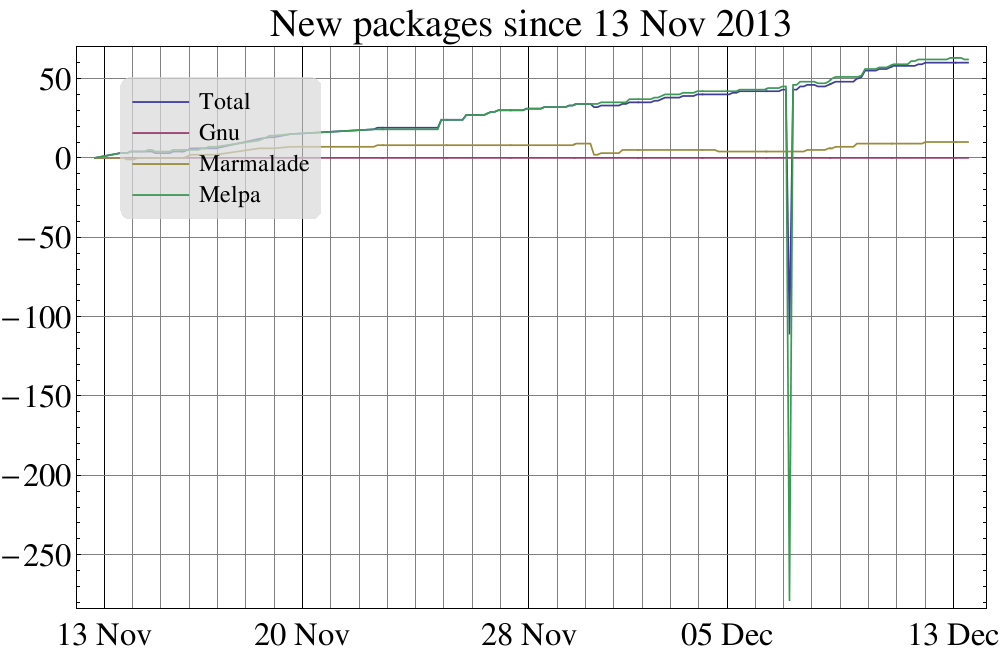 New packages since 13 Nov 2013
50
0
−50
−100
−150
−200
−250
Total
Gnu
Marmalade
Melpa
13 Nov 20 Nov 28 Nov 05 Dec 13 Dec